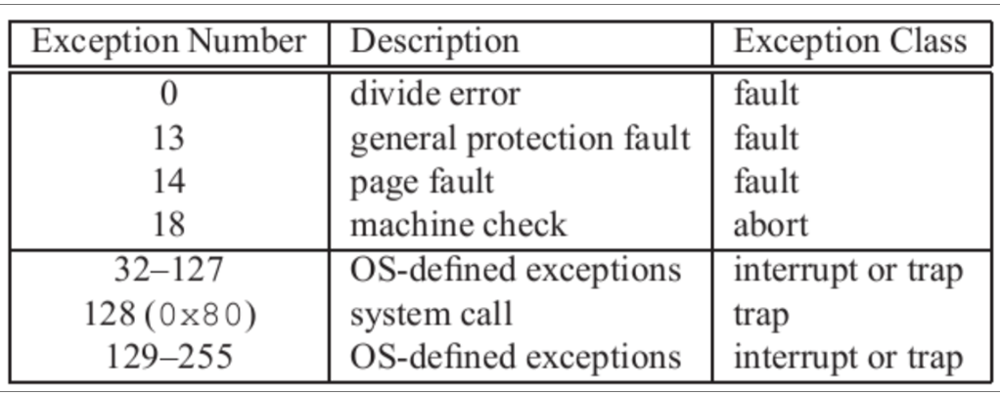 Exception Number Description Exception Class
0 divide error fault
13 general protection fault fault
14 page fault fault
18 machine check abort
32–127 OS-defined exceptions interrupt or trap
128 (0x80) system call trap
129–255 OS-defined exceptions interrupt or trap